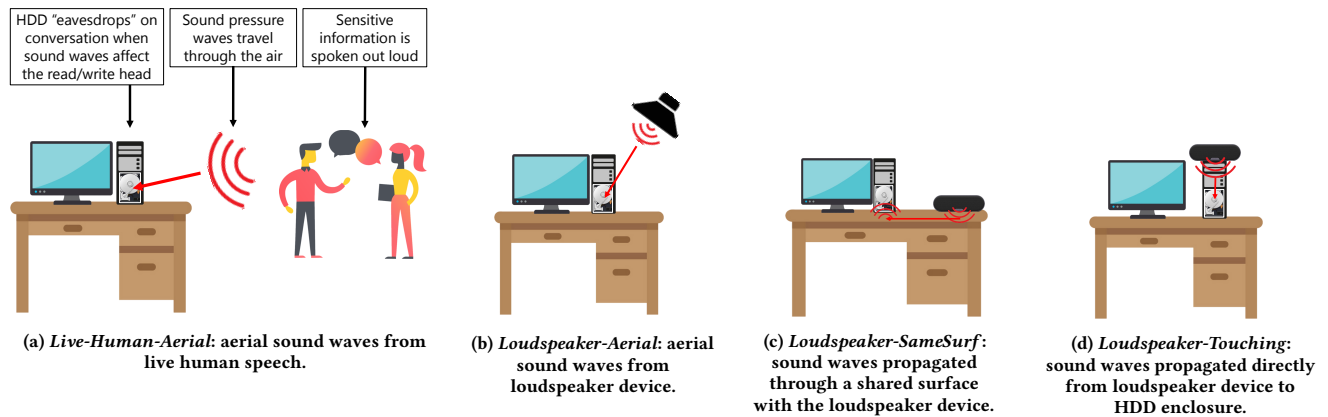 HDD “eavesdrops” on
conversation when
sound waves affect
the read/write head
Sound pressure
waves travel
through the air
Sensitive
information is
spoken out loud
(a) Live-Human-Aerial: aerial sound waves from
live human speech.
(b) Loudspeaker-Aerial: aerial
sound waves from
loudspeaker device.
(c) Loudspeaker-SameSurf:
sound waves propagated
through a shared surface
with the loudspeaker device.
(d) Loudspeaker-Touching:
sound waves propagated directly
from loudspeaker device to
HDD enclosure.